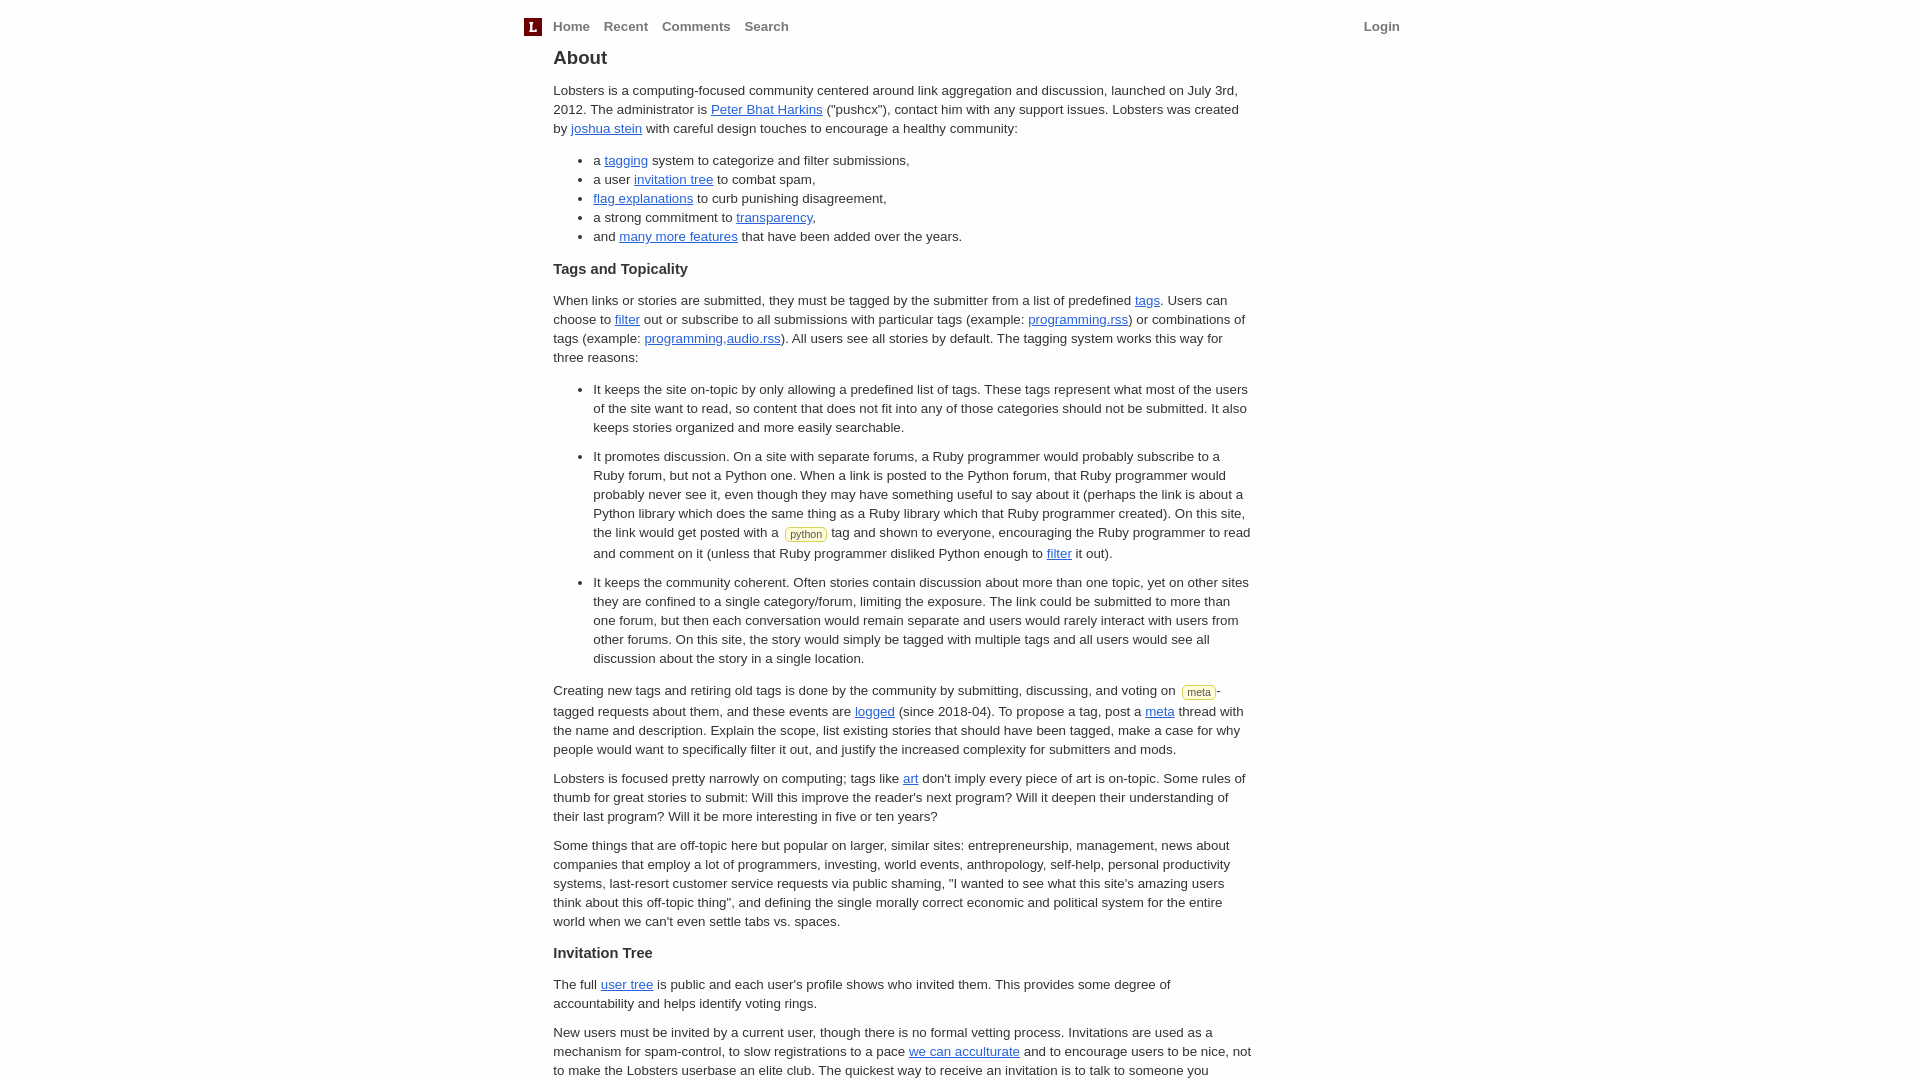 L Home Recent Comments Search Login
About
Lobsters is a computing-focused community centered around link aggregation and discussion, launched on July 3rd,
2012. The administrator is Peter Bhat Harkins ("pushcx"), contact him with any support issues. Lobsters was created
by joshua stein with careful design touches to encourage a healthy community:
• a tagging system to categorize and filter submissions,
• a user invitation tree to combat spam,
• flag explanations to curb punishing disagreement,
• a strong commitment to transparency,
• and many more features that have been added over the years.
Tags and Topicality
When links or stories are submitted, they must be tagged by the submitter from a list of predefined tags. Users can
choose to filter out or subscribe to all submissions with particular tags (example: programming.rss) or combinations of
tags (example: programming,audio.rss). All users see all stories by default. The tagging system works this way for
three reasons:
• It keeps the site on-topic by only allowing a predefined list of tags. These tags represent what most of the users
of the site want to read, so content that does not fit into any of those categories should not be submitted. It also
keeps stories organized and more easily searchable.
• It promotes discussion. On a site with separate forums, a Ruby programmer would probably subscribe to a
Ruby forum, but not a Python one. When a link is posted to the Python forum, that Ruby programmer would
probably never see it, even though they may have something useful to say about it (perhaps the link is about a
Python library which does the same thing as a Ruby library which that Ruby programmer created). On this site,
the link would get posted with a python tag and shown to everyone, encouraging the Ruby programmer to read
and comment on it (unless that Ruby programmer disliked Python enough to filter it out).
• It keeps the community coherent. Often stories contain discussion about more than one topic, yet on other sites
they are confined to a single category/forum, limiting the exposure. The link could be submitted to more than
one forum, but then each conversation would remain separate and users would rarely interact with users from
other forums. On this site, the story would simply be tagged with multiple tags and all users would see all
discussion about the story in a single location.
Creating new tags and retiring old tags is done by the community by submitting, discussing, and voting on meta-
tagged requests about them, and these events are logged (since 2018-04). To propose a tag, post a meta thread with
the name and description. Explain the scope, list existing stories that should have been tagged, make a case for why
people would want to specifically filter it out, and justify the increased complexity for submitters and mods.
Lobsters is focused pretty narrowly on computing; tags like art don't imply every piece of art is on-topic. Some rules of
thumb for great stories to submit: Will this improve the reader's next program? Will it deepen their understanding of
their last program? Will it be more interesting in five or ten years?
Some things that are off-topic here but popular on larger, similar sites: entrepreneurship, management, news about
companies that employ a lot of programmers, investing, world events, anthropology, self-help, personal productivity
systems, last-resort customer service requests via public shaming, "I wanted to see what this site's amazing users
think about this off-topic thing", and defining the single morally correct economic and political system for the entire
world when we can't even settle tabs vs. spaces.
Invitation Tree
The full user tree is public and each user's profile shows who invited them. This provides some degree of
accountability and helps identify voting rings.
New users must be invited by a current user, though there is no formal vetting process. Invitations are used as a
mechanism for spam-control, to slow registrations to a pace we can acculturate and to encourage users to be nice, not
to make the Lobsters userbase an elite club. The quickest way to receive an invitation is to talk to someone you